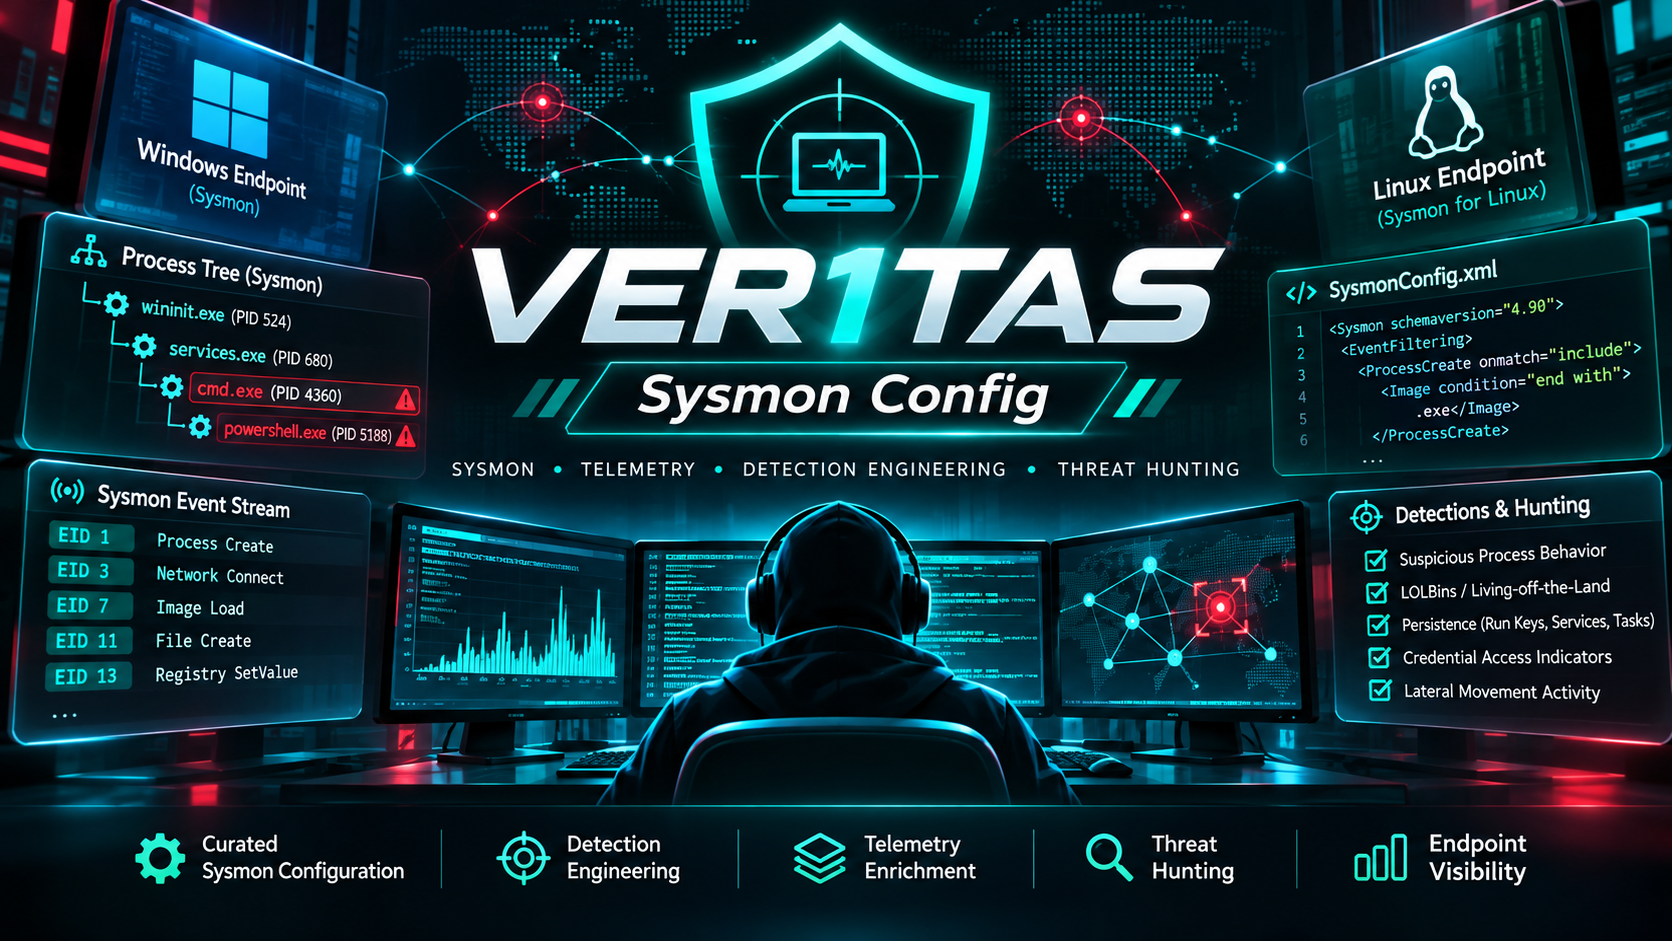 Windows Endpoint
(Sysmon)
Process Tree (Sysmon)
wininit.exe (PID 524)
services.exe (PID 680)
cmd.exe (PID 4360)
powershell.exe (PID 5188)
Sysmon Event Stream
EID 1 Process Create
EID 3 Network Connect
EID 7 Image Load
EID 11 File Create
EID 13 Registry SetValue
...
VER1TAS
Sysmon Config
SYSMON • TELEMETRY • DETECTION ENGINEERING • THREAT HUNTING
Linux Endpoint
(Sysmon for Linux)
</> SysmonConfig.xml
1 <Sysmon schemaversion="4.90">
2 <EventFiltering>
3 <ProcessCreate onmatch="include">
4 <Image condition="end with">
5 .exe</Image>
6 </ProcessCreate>
...
Detections & Hunting
Suspicious Process Behavior
LOLBins / Living-off-the-Land
Persistence (Run Keys, Services, Tasks)
Credential Access Indicators
Lateral Movement Activity
Curated
Sysmon Configuration
Detection
Engineering
Telemetry
Enrichment
Threat
Hunting
Endpoint
Visibility